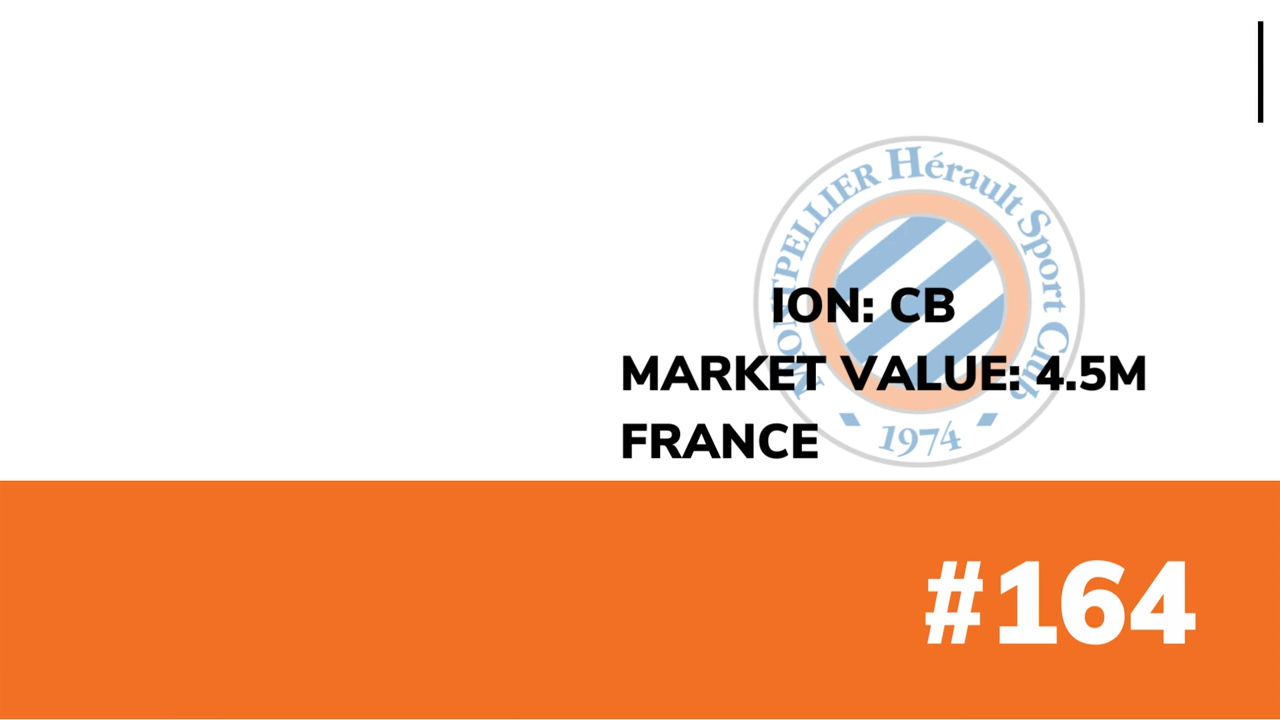 MONTPELLIER Hérault Sport Club
ION: CB
MARKET VALUE: 4.5M
FRANCE
1974
#164